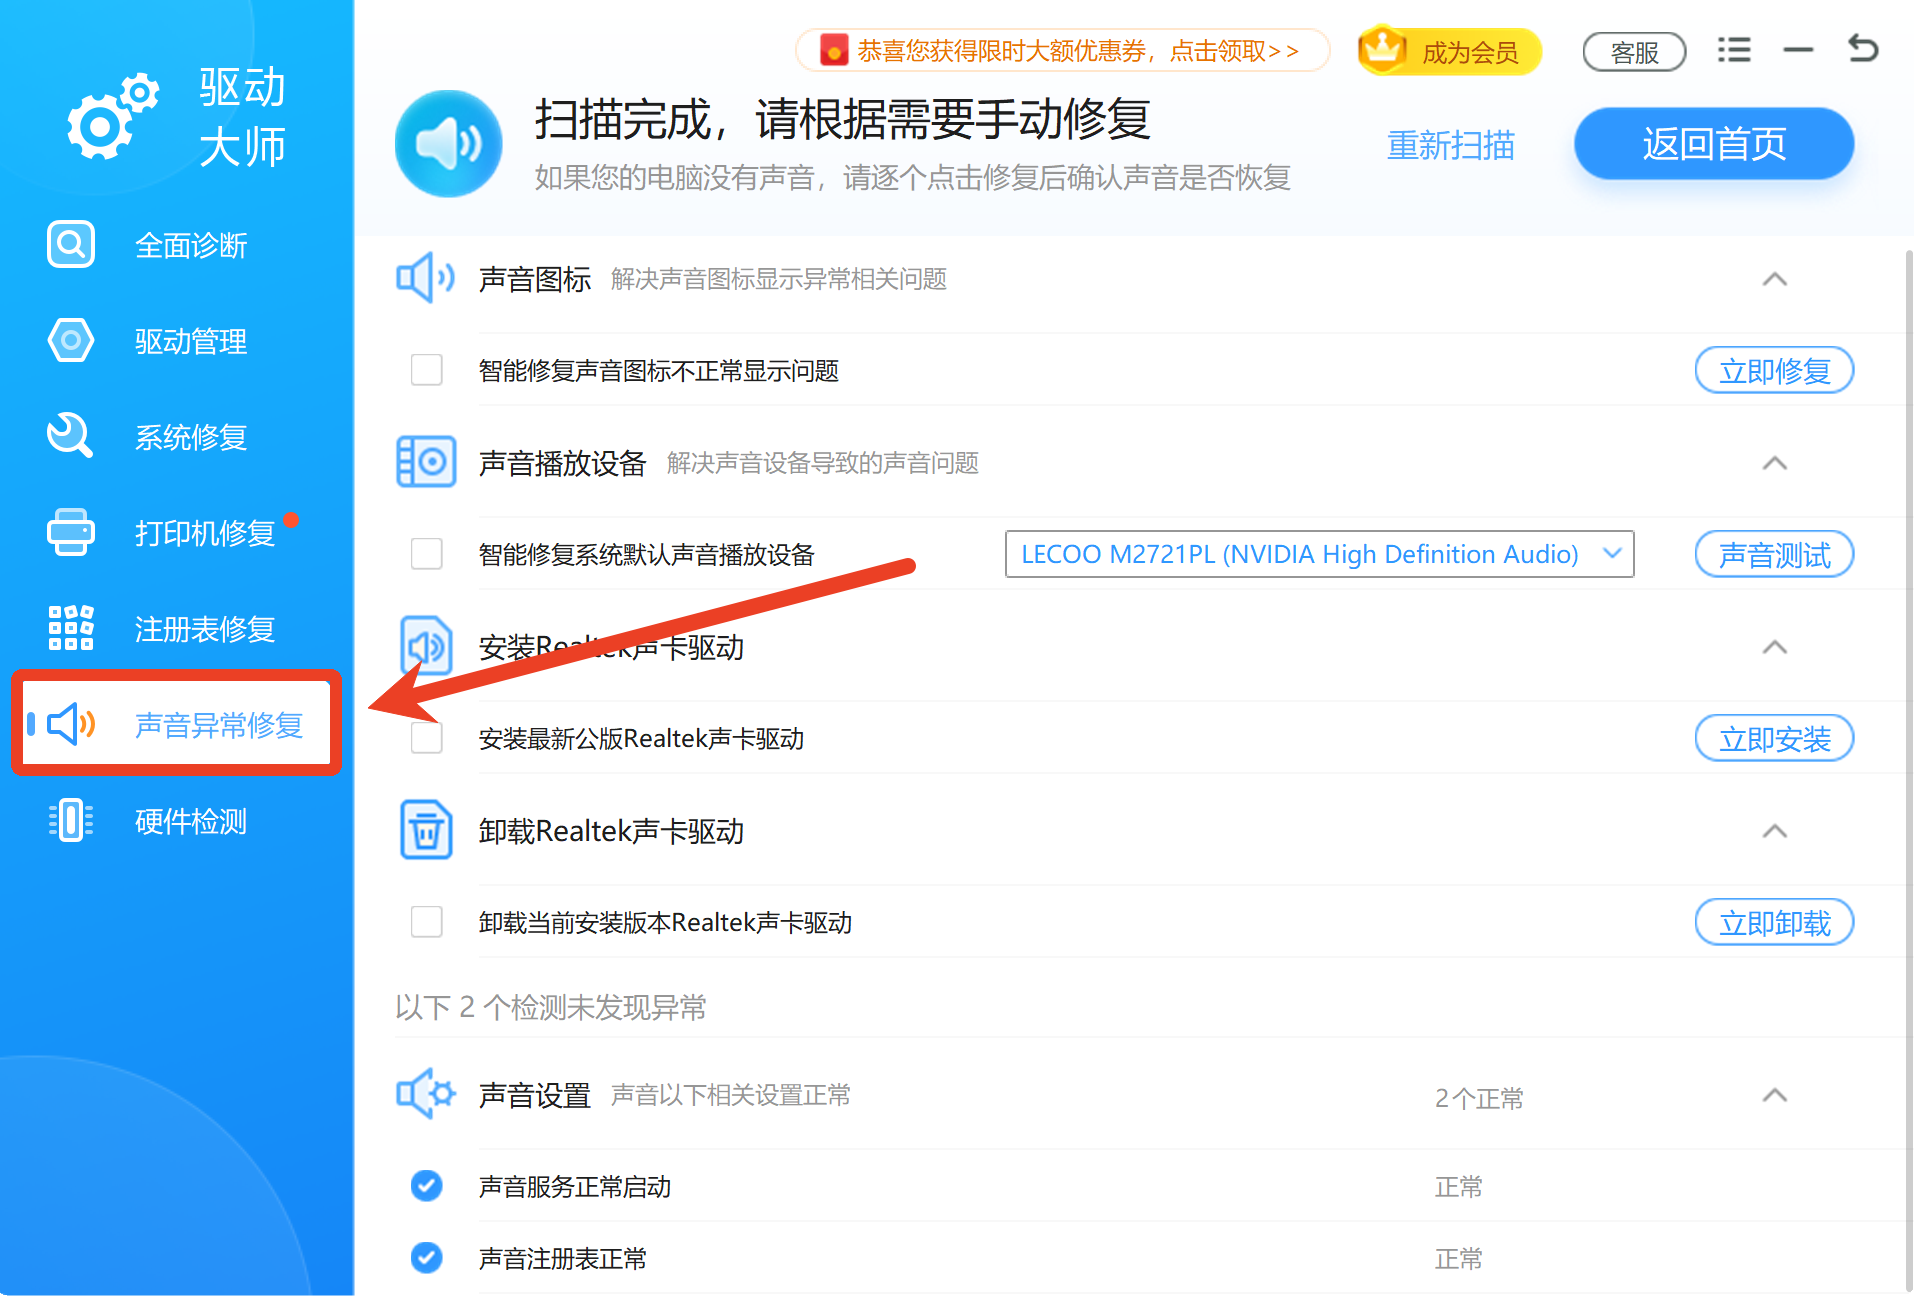 驱动
大师
恭喜您获得限时大额优惠券，点击领取>>
成为会员
客服
扫描完成，请根据需要手动修复
如果您的电脑没有声音，请逐个点击修复后确认声音是否恢复
重新扫描
返回首页
全面诊断
驱动管理
系统修复
打印机修复
注册表修复
声音异常修复
硬件检测
声音图标 解决声音图标显示异常相关问题
智能修复声音图标不正常显示问题 立即修复
声音播放设备 解决声音设备导致的声音问题
智能修复系统默认声音播放设备 LECOO M2721PL (NVIDIA High Definition Audio) 声音测试
安装Realtek声卡驱动
安装最新公版Realtek声卡驱动 立即安装
卸载Realtek声卡驱动
卸载当前安装版本Realtek声卡驱动 立即卸载
以下 2 个检测未发现异常
声音设置 声音以下相关设置正常 2个正常
声音服务正常启动 正常
声音注册表正常 正常